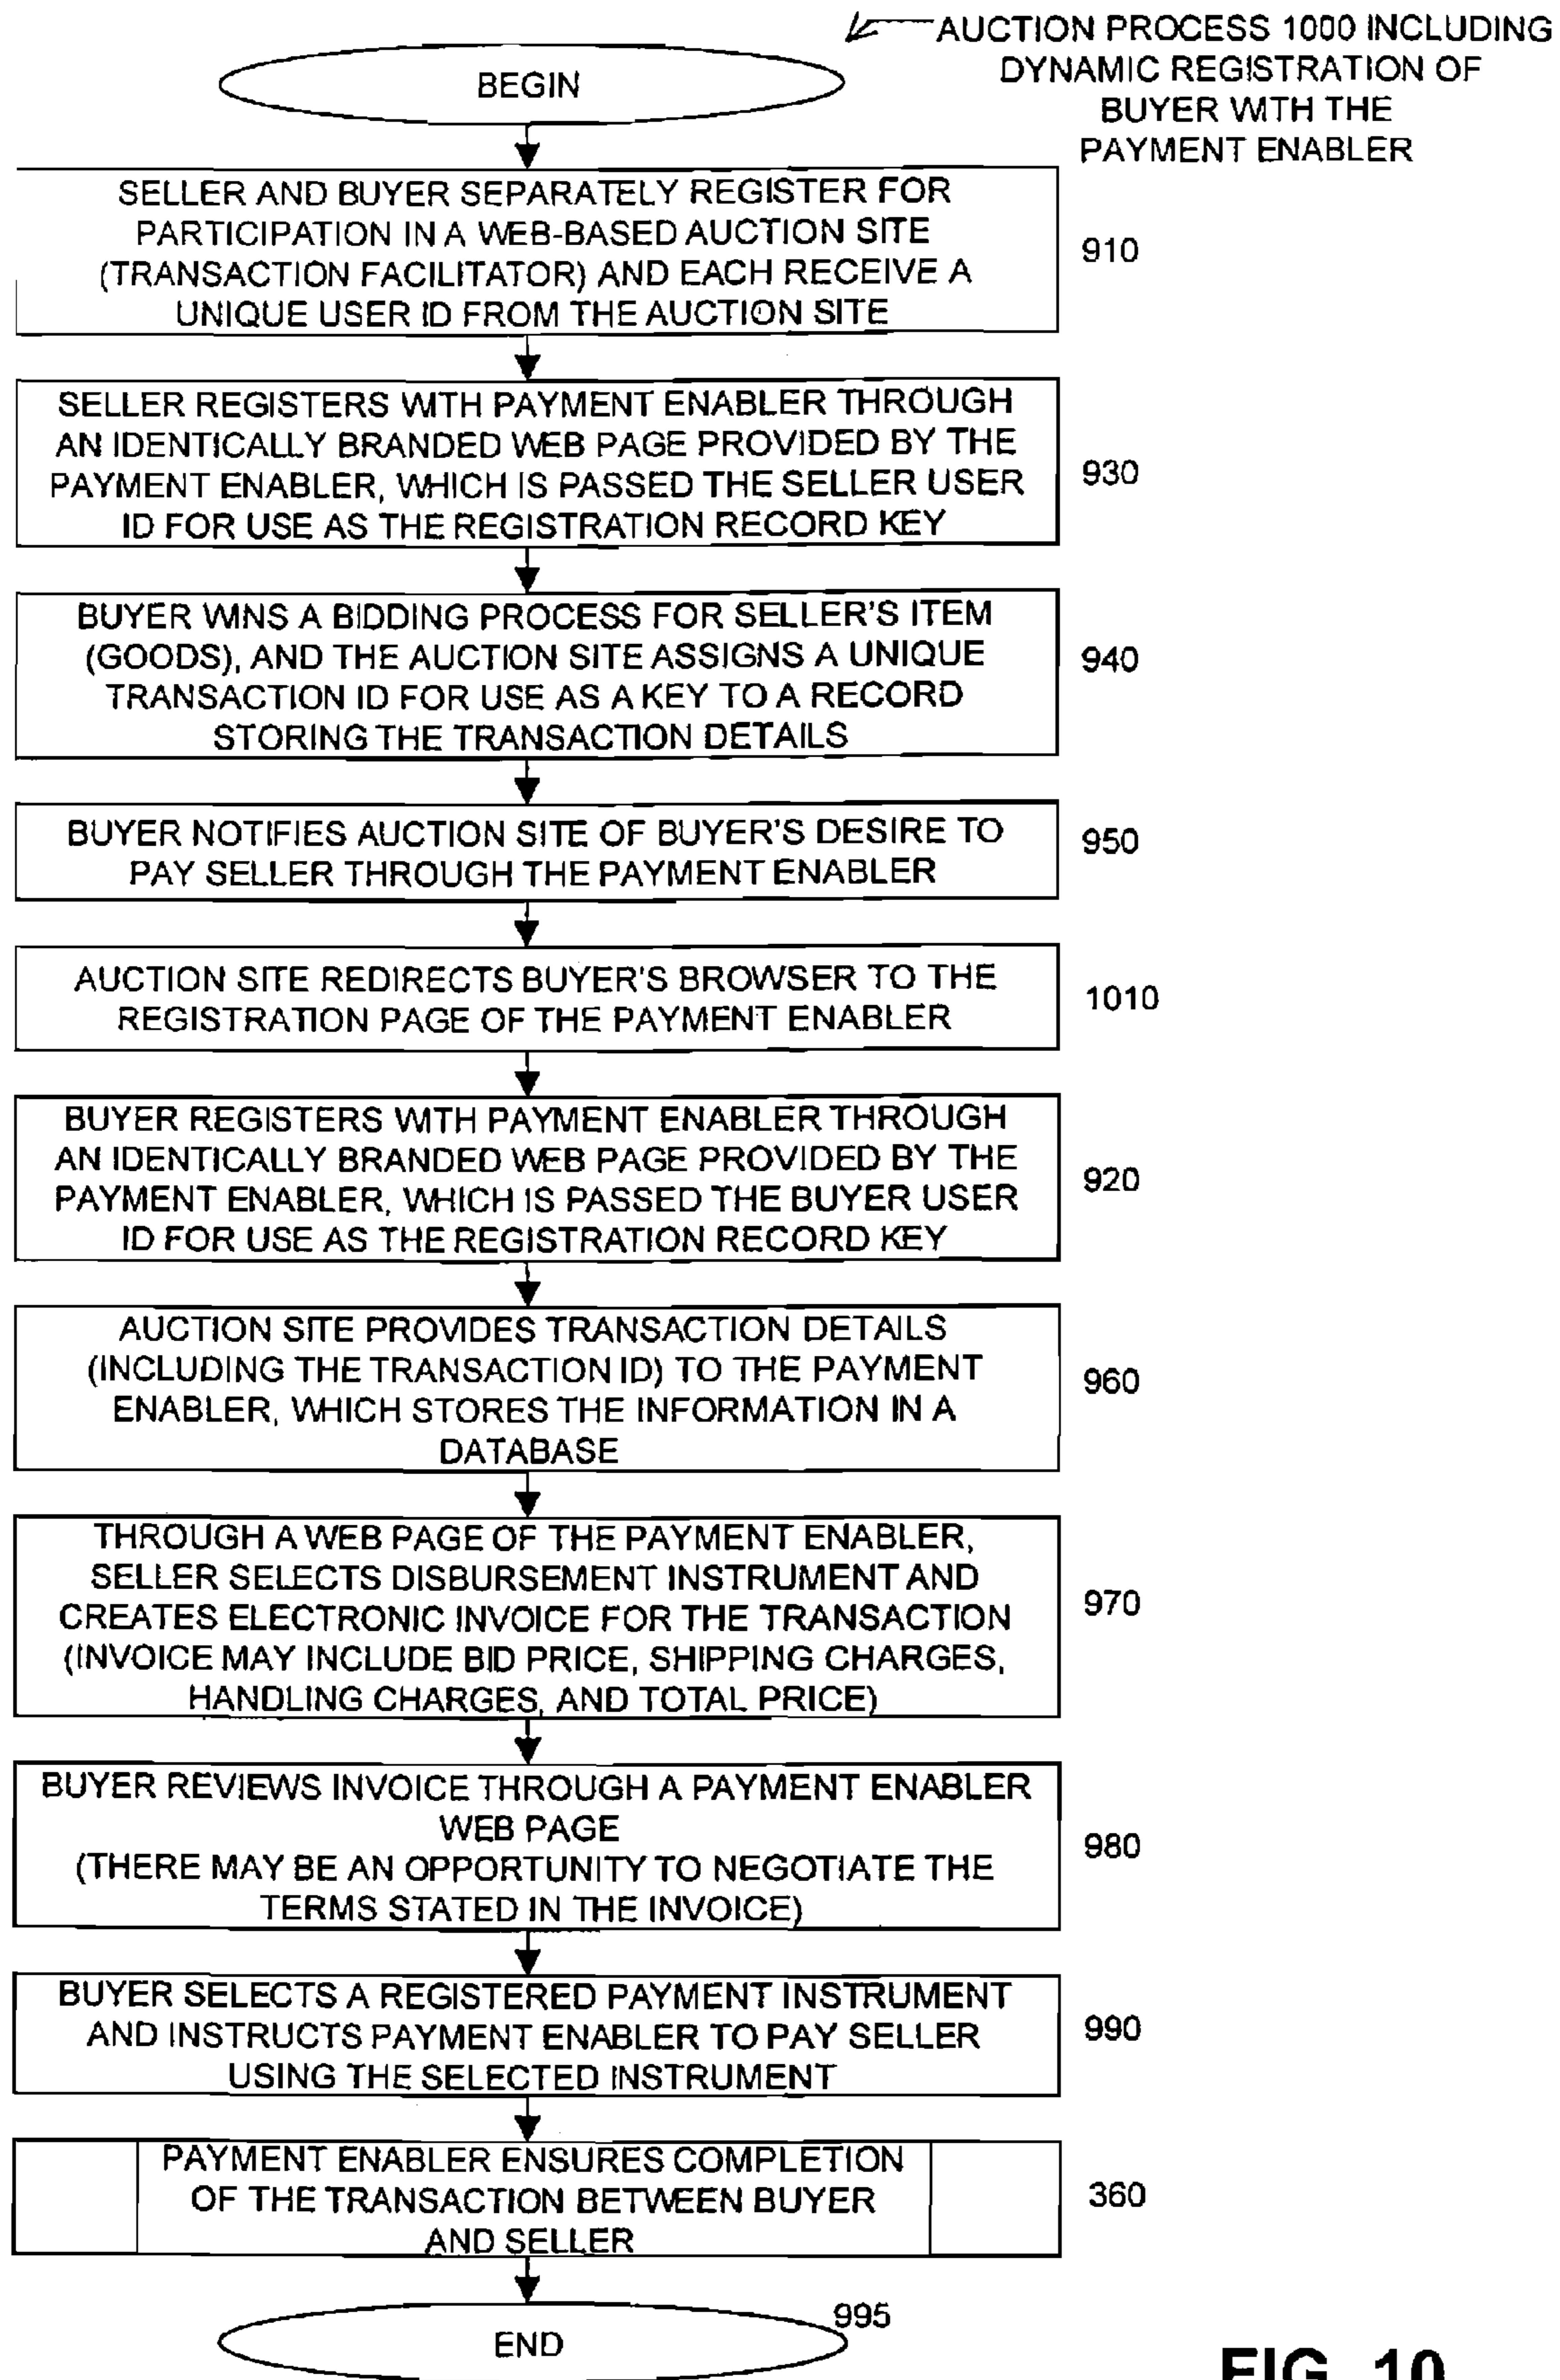 AUCTION PROCESS 1000 INCLUDING
DYNAMIC REGISTRATION OF
BUYER WITH THE
PAYMENT ENABLER
BEGIN
SELLER AND BUYER SEPARATELY REGISTER FOR
PARTICIPATION IN A WEB-BASED AUCTION SITE
(TRANSACTION FACILITATOR) AND EACH RECEIVE A
UNIQUE USER ID FROM THE AUCTION SITE
910
SELLER REGISTERS WITH PAYMENT ENABLER THROUGH
AN IDENTICALLY BRANDED WEB PAGE PROVIDED BY THE
PAYMENT ENABLER, WHICH IS PASSED THE SELLER USER
ID FOR USE AS THE REGISTRATION RECORD KEY
930
BUYER WINS A BIDDING PROCESS FOR SELLER'S ITEM
(GOODS), AND THE AUCTION SITE ASSIGNS A UNIQUE
TRANSACTION ID FOR USE AS A KEY TO A RECORD
STORING THE TRANSACTION DETAILS
940
BUYER NOTIFIES AUCTION SITE OF BUYER'S DESIRE TO
PAY SELLER THROUGH THE PAYMENT ENABLER
950
AUCTION SITE REDIRECTS BUYER'S BROWSER TO THE
REGISTRATION PAGE OF THE PAYMENT ENABLER
1010
BUYER REGISTERS WITH PAYMENT ENABLER THROUGH
AN IDENTICALLY BRANDED WEB PAGE PROVIDED BY THE
PAYMENT ENABLER, WHICH IS PASSED THE BUYER USER
ID FOR USE AS THE REGISTRATION RECORD KEY
920
AUCTION SITE PROVIDES TRANSACTION DETAILS
(INCLUDING THE TRANSACTION ID) TO THE PAYMENT
ENABLER, WHICH STORES THE INFORMATION IN A
DATABASE
960
THROUGH A WEB PAGE OF THE PAYMENT ENABLER,
SELLER SELECTS DISBURSEMENT INSTRUMENT AND
CREATES ELECTRONIC INVOICE FOR THE TRANSACTION
(INVOICE MAY INCLUDE BID PRICE, SHIPPING CHARGES,
HANDLING CHARGES, AND TOTAL PRICE)
970
BUYER REVIEWS INVOICE THROUGH A PAYMENT ENABLER
WEB PAGE
(THERE MAY BE AN OPPORTUNITY TO NEGOTIATE THE
TERMS STATED IN THE INVOICE)
980
BUYER SELECTS A REGISTERED PAYMENT INSTRUMENT
AND INSTRUCTS PAYMENT ENABLER TO PAY SELLER
USING THE SELECTED INSTRUMENT
990
PAYMENT ENABLER ENSURES COMPLETION
OF THE TRANSACTION BETWEEN BUYER
AND SELLER
360
995
END
FIG. 10